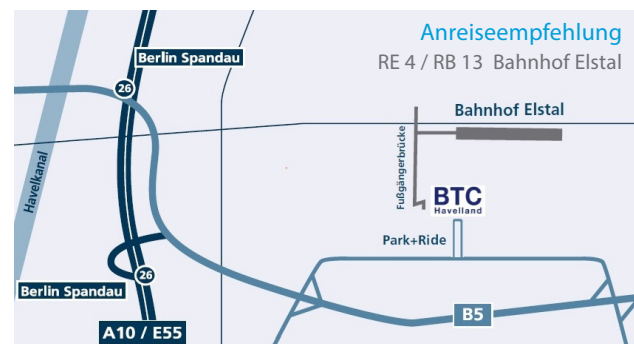 Anreiseempfehlung
RE 4 / RB 13 Bahnhof Elstal
Berlin Spandau
26
Bahnhof Elstal
Havelkanal
Fußgängerbrücke
BTC
Havelland
Park+Ride
26
Berlin Spandau
B5
A10 / E55